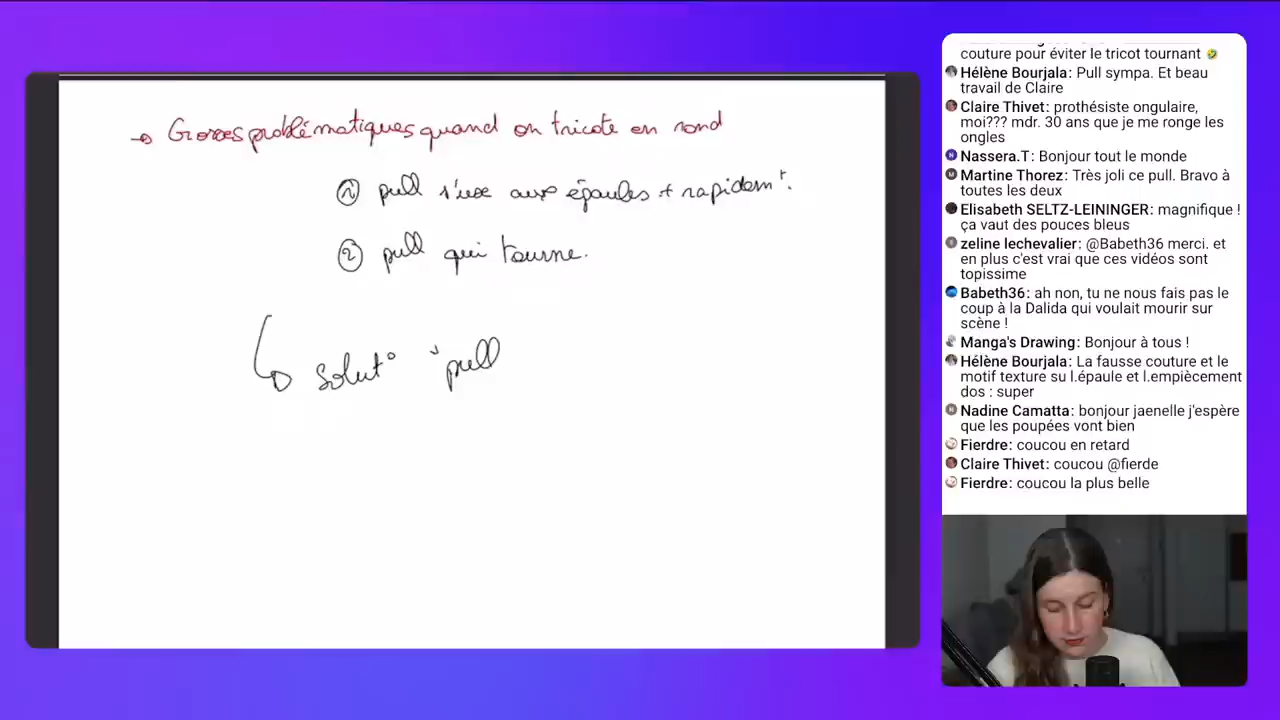 → Grosses problématiques quand on tricote en rond
① pull s'use aux épaules + rapidemt.
② pull qui tourne.
↳ solut° pull
couture pour éviter le tricot tournant 🤣
Hélène Bourjala: Pull sympa. Et beau
travail de Claire
Claire Thivet: prothésiste ongulaire,
moi??? mdr. 30 ans que je me ronge les
ongles
Nassera.T: Bonjour tout le monde
Martine Thorez: Très joli ce pull. Bravo à
toutes les deux
Elisabeth SELTZ-LEININGER: magnifique !
ça vaut des pouces bleus
zeline lechevalier: @Babeth36 merci. et
en plus c'est vrai que ces vidéos sont
topissime
Babeth36: ah non, tu ne nous fais pas le
coup à la Dalida qui voulait mourir sur
scène !
Manga's Drawing: Bonjour à tous !
Hélène Bourjala: La fausse couture et le
motif texture su l.épaule et l.empiècement
dos : super
Nadine Camatta: bonjour jaenelle j'espère
que les poupées vont bien
Fierdre: coucou en retard
Claire Thivet: coucou @fierde
Fierdre: coucou la plus belle